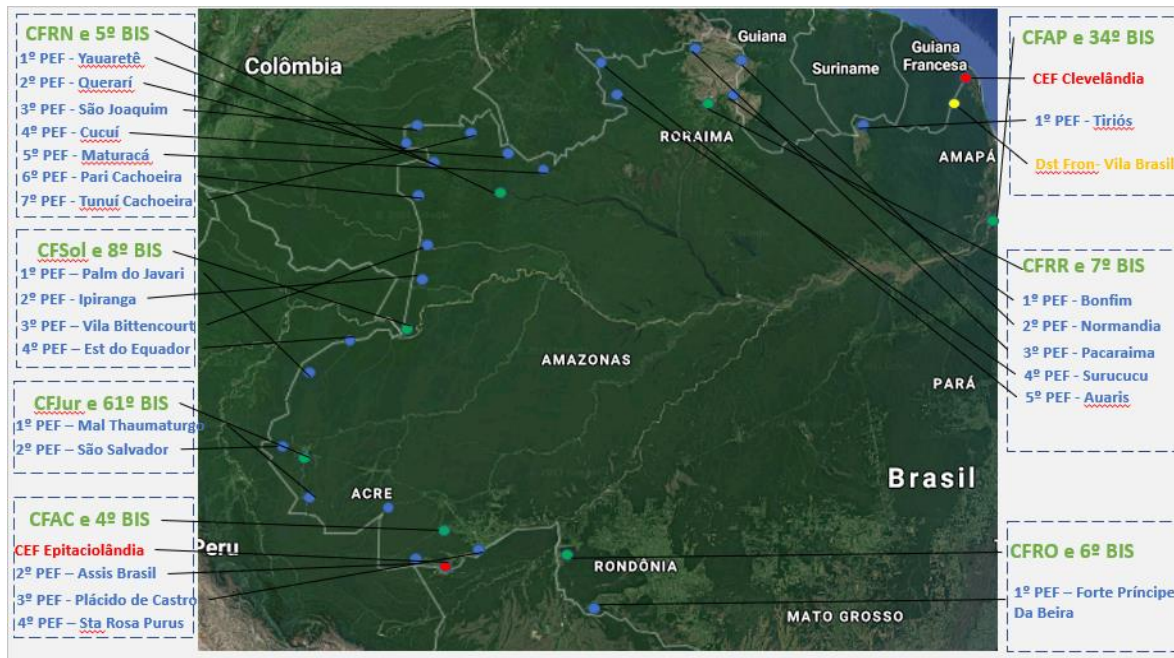 CFRN e 5º BIS
1º PEF - Yauaretê
2º PEF - Querarí
3º PEF - São Joaquim
4º PEF - Cucuí
5º PEF - Maturacá
6º PEF - Pari Cachoeira
7º PEF - Tunuí Cachoeira
CFSol e 8º BIS
1º PEF – Palm do Javari
2º PEF - Ipiranga
3º PEF – Vila Bittencourt
4º PEF – Est do Equador
CFJur e 61º BIS
1º PEF – Mal Thaumaturgo
2º PEF – São Salvador
CFAC e 4º BIS
CEF Epitaciolândia
2º PEF – Assis Brasil
3º PEF - Plácido de Castro
4º PEF – Sta Rosa Purus
Colômbia
Guiana
Suriname
Guiana
Francesa
RORAIMA
AMAPÁ
AMAZONAS
PARÁ
Brasil
ACRE
Peru
RONDÔNIA
MATO GROSSO
CFAP e 34º BIS
CEF Clevelândia
1º PEF - Tiriós
Dst Fron- Vila Brasil
CFRR e 7º BIS
1º PEF - Bonfim
2º PEF - Normandia
3º PEF - Pacaraima
4º PEF - Surucucu
5º PEF - Auaris
CFRO e 6º BIS
1º PEF – Forte Príncipe
Da Beira